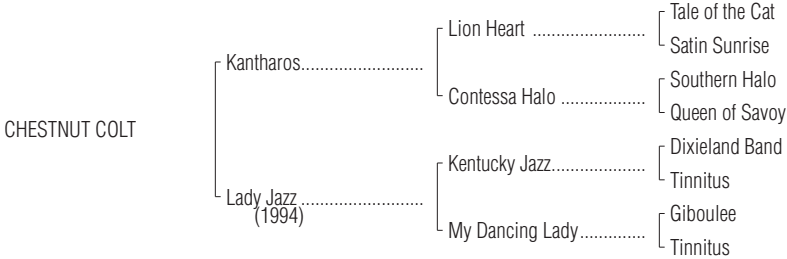 Tale of the Cat
Lion Heart ........................
Satin Sunrise
Kantharos..........................
Southern Halo
Contessa Halo ..................
Queen of Savoy
CHESTNUT COLT
Dixieland Band
Kentucky Jazz....................
Tinnitus
Lady Jazz ..........................
(1994)
Giboulee
My Dancing Lady..............
Tinnitus